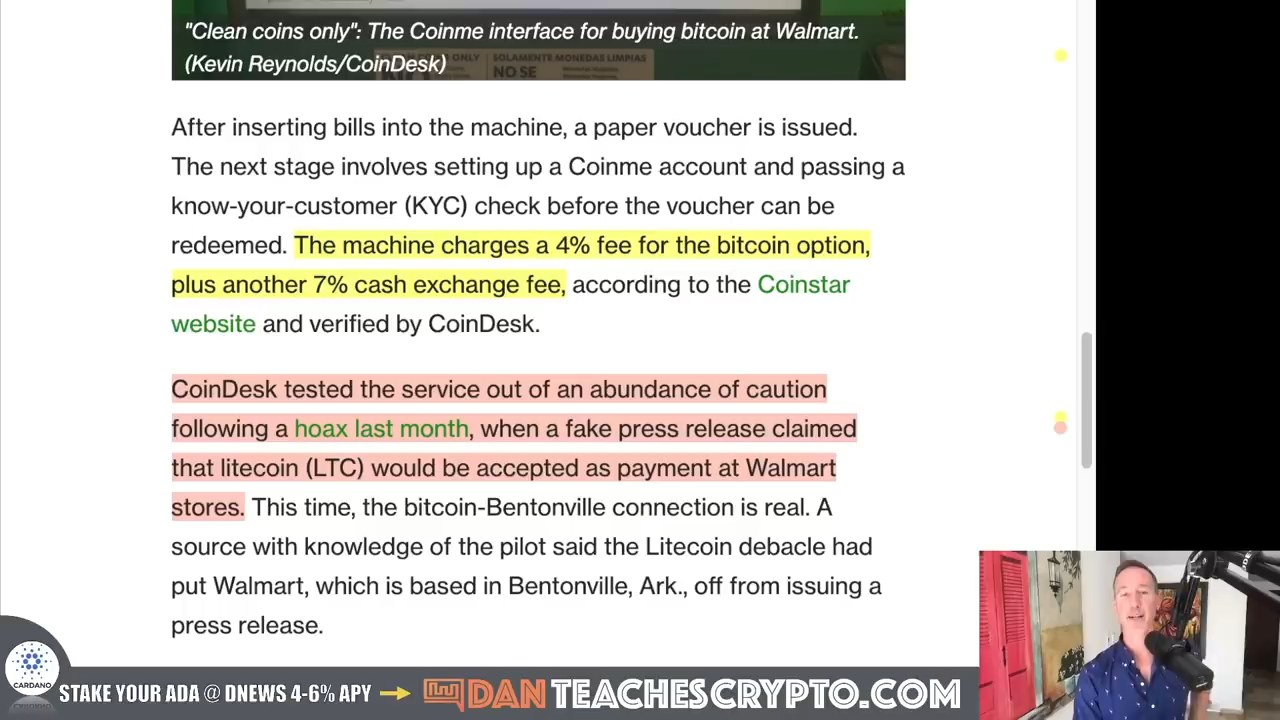 "Clean coins only": The Coinme interface for buying bitcoin at Walmart.
(Kevin Reynolds/CoinDesk)
ONLY
SOLAMENTE MONEDAS LIMPIAS
NO SE
After inserting bills into the machine, a paper voucher is issued.
The next stage involves setting up a Coinme account and passing a
know-your-customer (KYC) check before the voucher can be
redeemed. The machine charges a 4% fee for the bitcoin option,
plus another 7% cash exchange fee, according to the Coinstar
website and verified by CoinDesk.
CoinDesk tested the service out of an abundance of caution
following a hoax last month, when a fake press release claimed
that litecoin (LTC) would be accepted as payment at Walmart
stores. This time, the bitcoin-Bentonville connection is real. A
source with knowledge of the pilot said the Litecoin debacle had
put Walmart, which is based in Bentonville, Ark., off from issuing a
press release.
CARDANO
STAKE YOUR ADA @ DNEWS 4-6% APY
DANTEACHESCRYPTO.COM